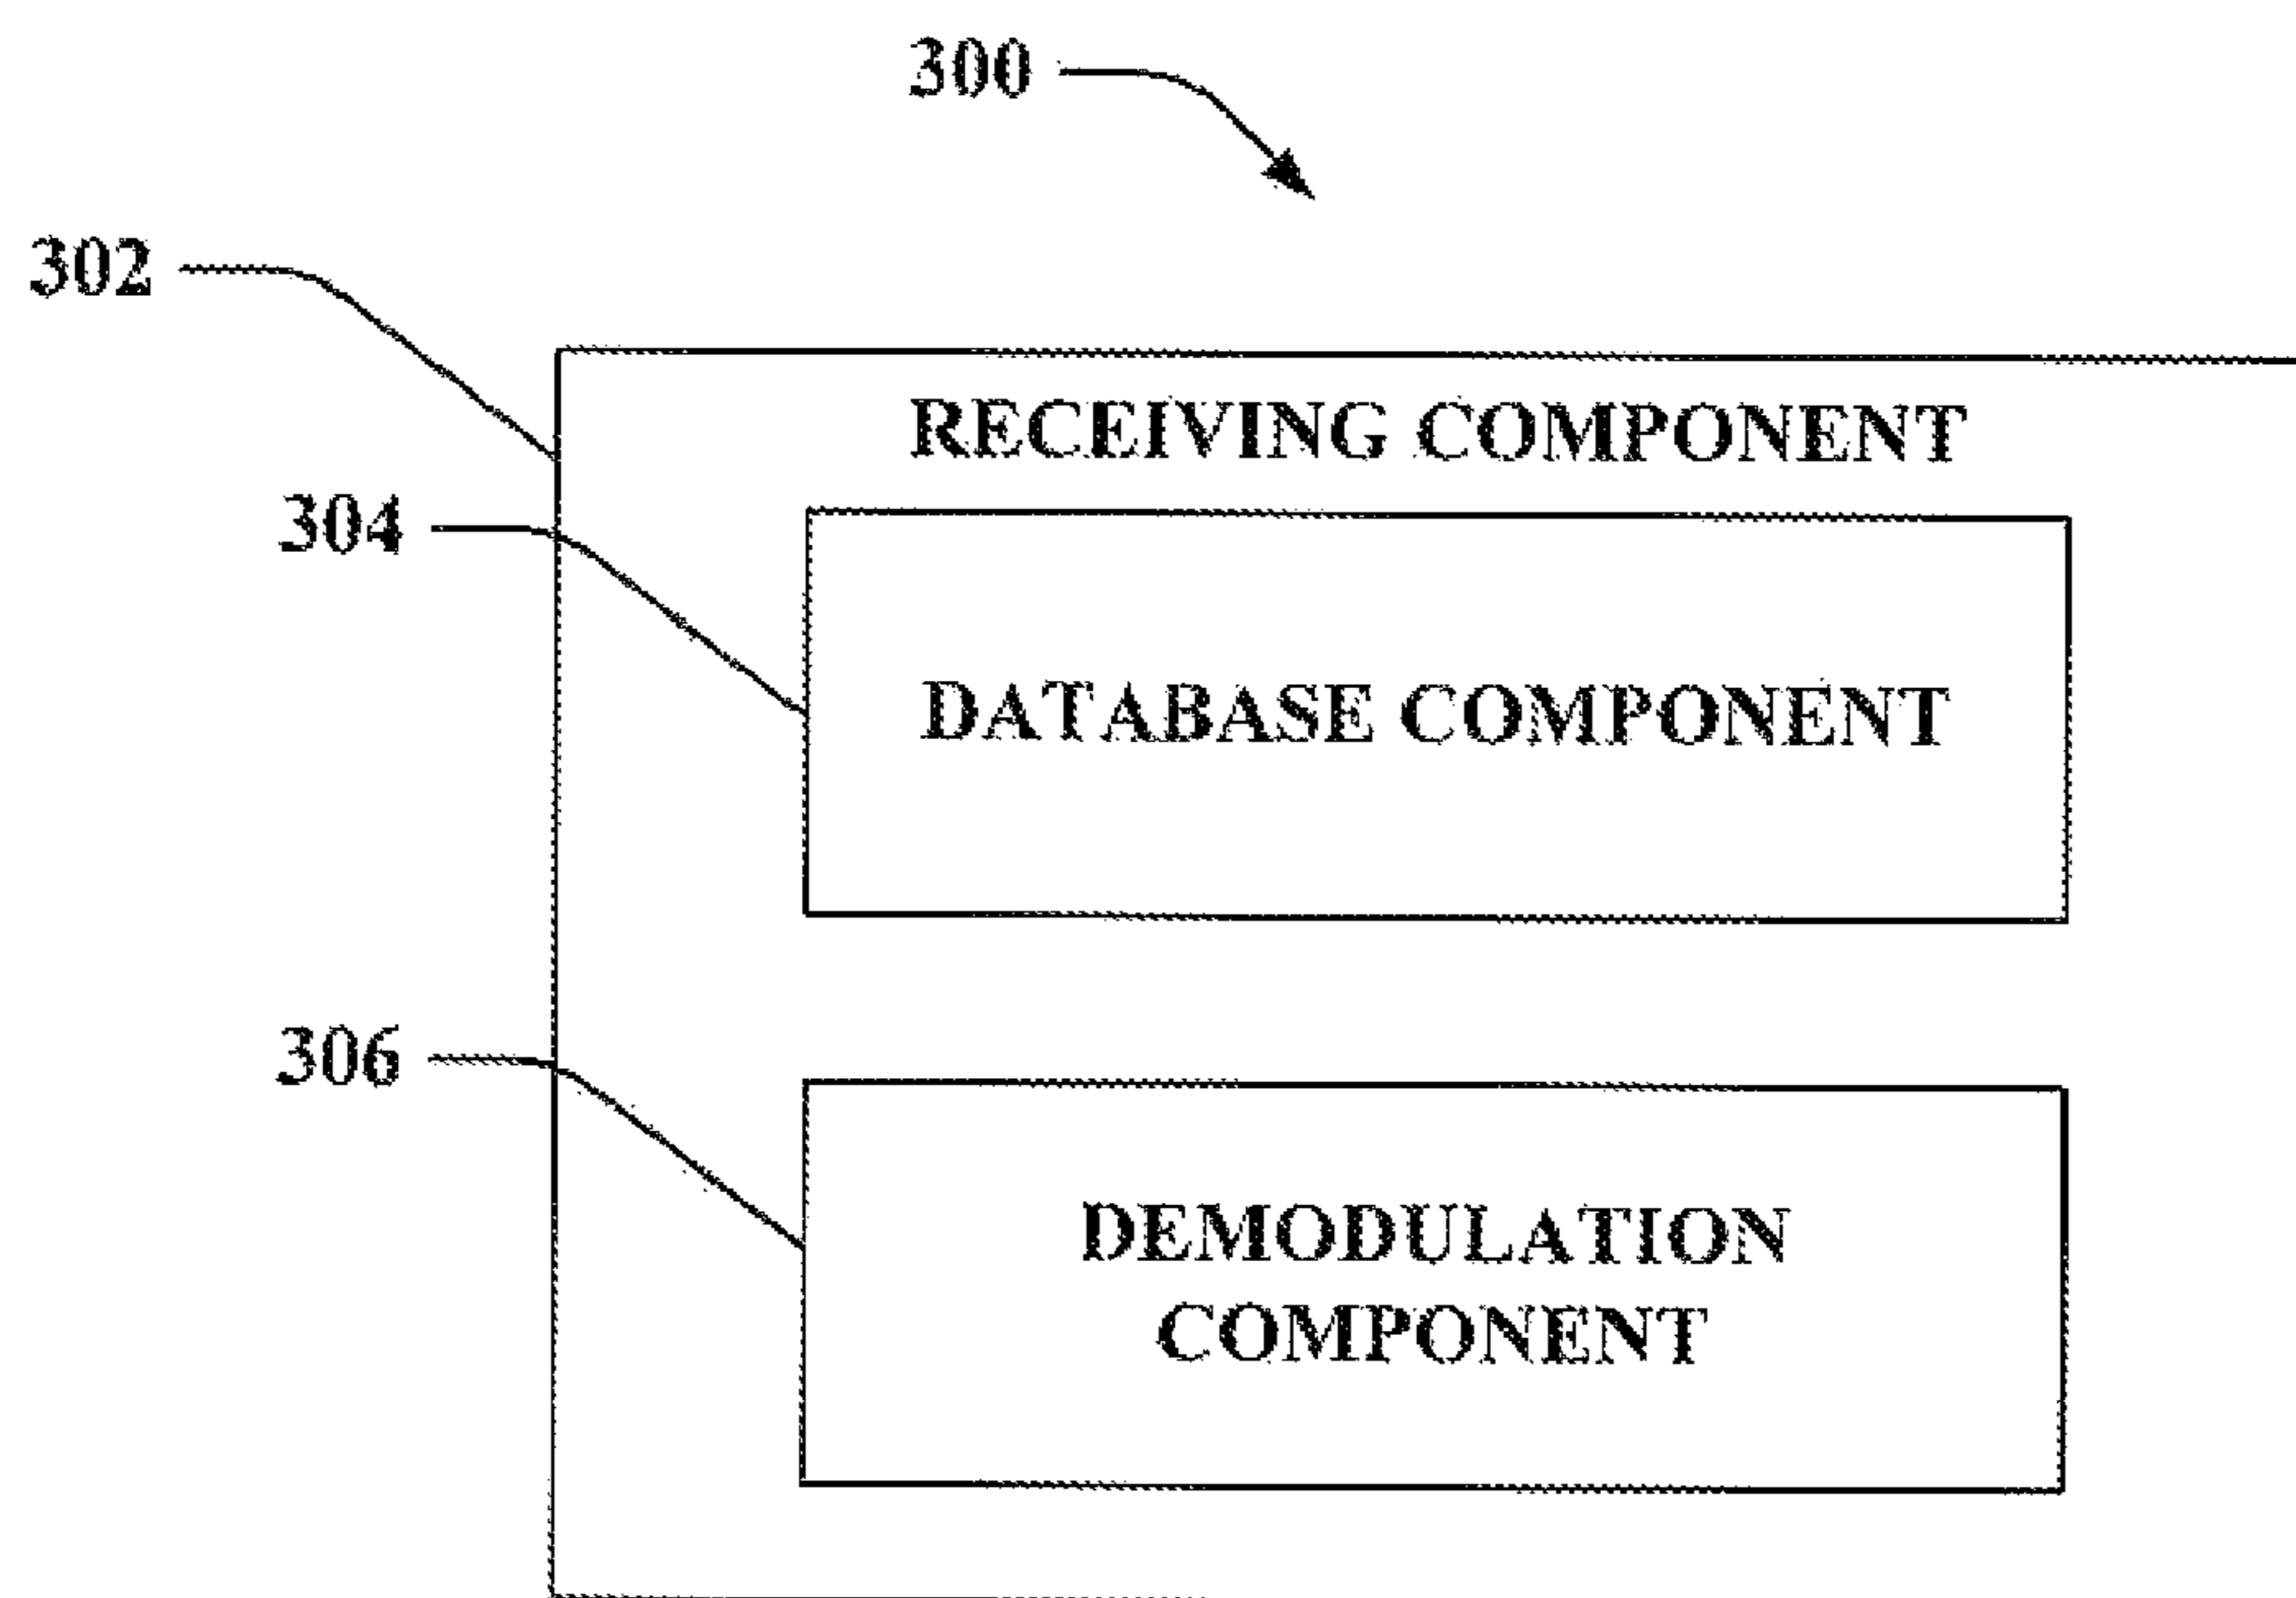 300
302
RECEIVING COMPONENT
304
DATABASE COMPONENT
306
DEMODULATION
COMPONENT